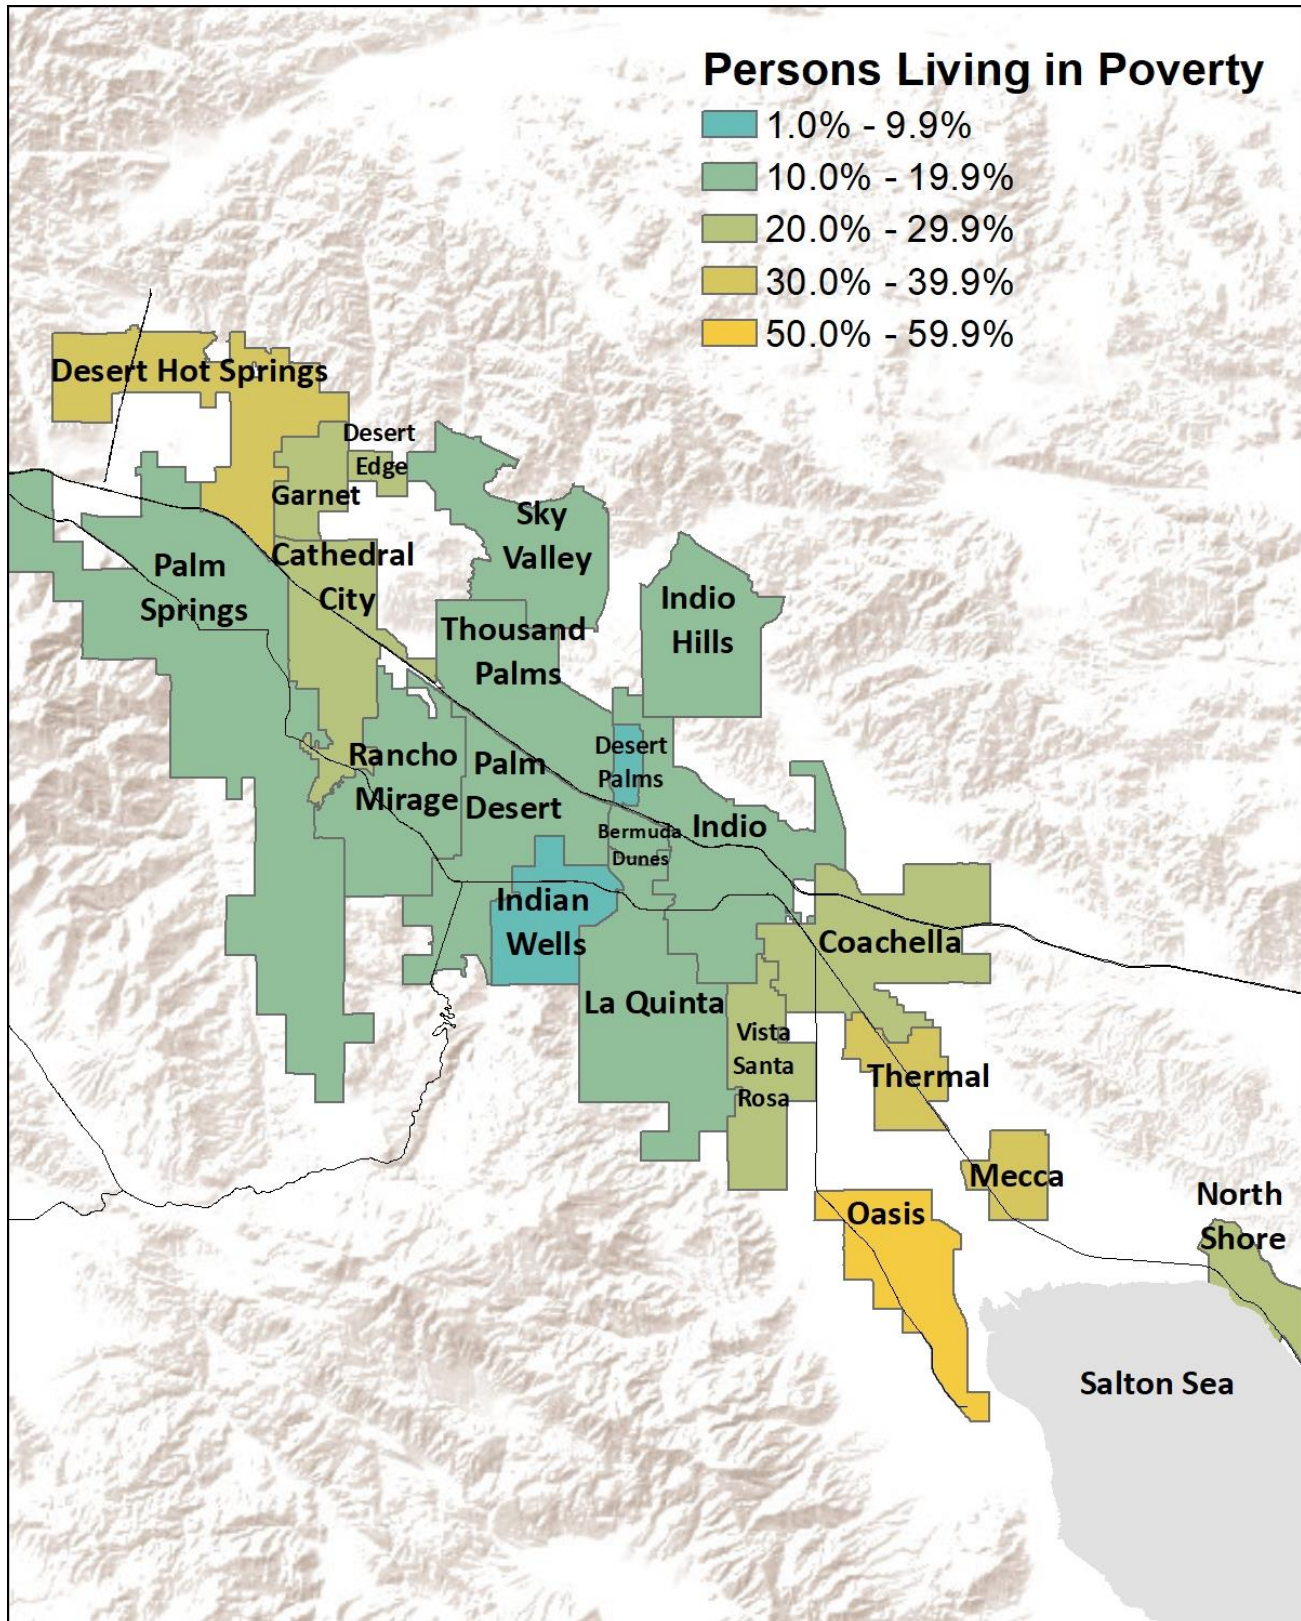 Persons Living in Poverty
1.0% - 9.9%
10.0% - 19.9%
20.0% - 29.9%
30.0% - 39.9%
50.0% - 59.9%
Desert Hot Springs
Desert
Edge
Garnet
Sky
Valley
Cathedral
City
Palm
Springs
Indio
Hills
Thousand
Palms
Rancho
Mirage
Palm
Desert
Desert
Palms
Bermuda
Dunes
Indio
Indian
Wells
Coachella
La Quinta
Vista
Santa
Rosa
Thermal
Mecca
Oasis
North
Shore
Salton Sea